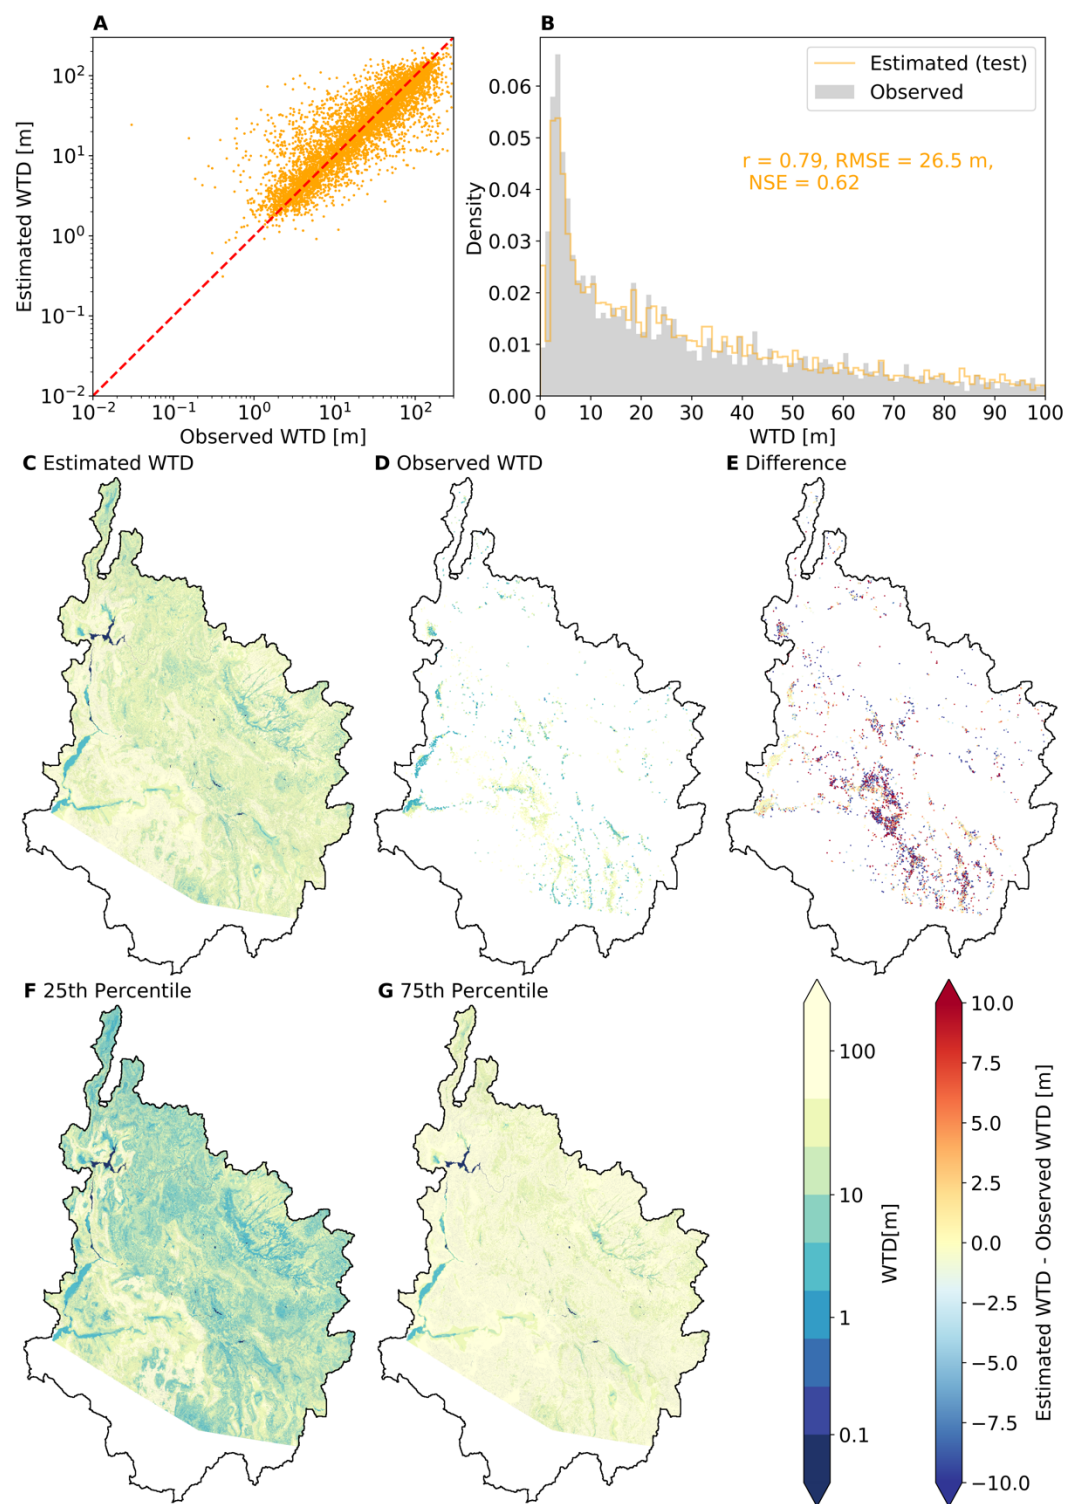 A
10²
10¹
10⁰
10⁻¹
10⁻²
Estimated WTD [m]
10⁻² 10⁻¹ 10⁰ 10¹ 10²
Observed WTD [m]
B
Estimated (test)
Observed
r = 0.79, RMSE = 26.5 m,
NSE = 0.62
0.06
0.05
0.04
0.03
0.02
0.01
0.00
Density
0 10 20 30 40 50 60 70 80 90 100
WTD [m]
C Estimated WTD
D Observed WTD
E Difference
F 25th Percentile
G 75th Percentile
100
10
1
0.1
WTD[m]
10.0
7.5
5.0
2.5
0.0
−2.5
−5.0
−7.5
−10.0
Estimated WTD - Observed WTD [m]